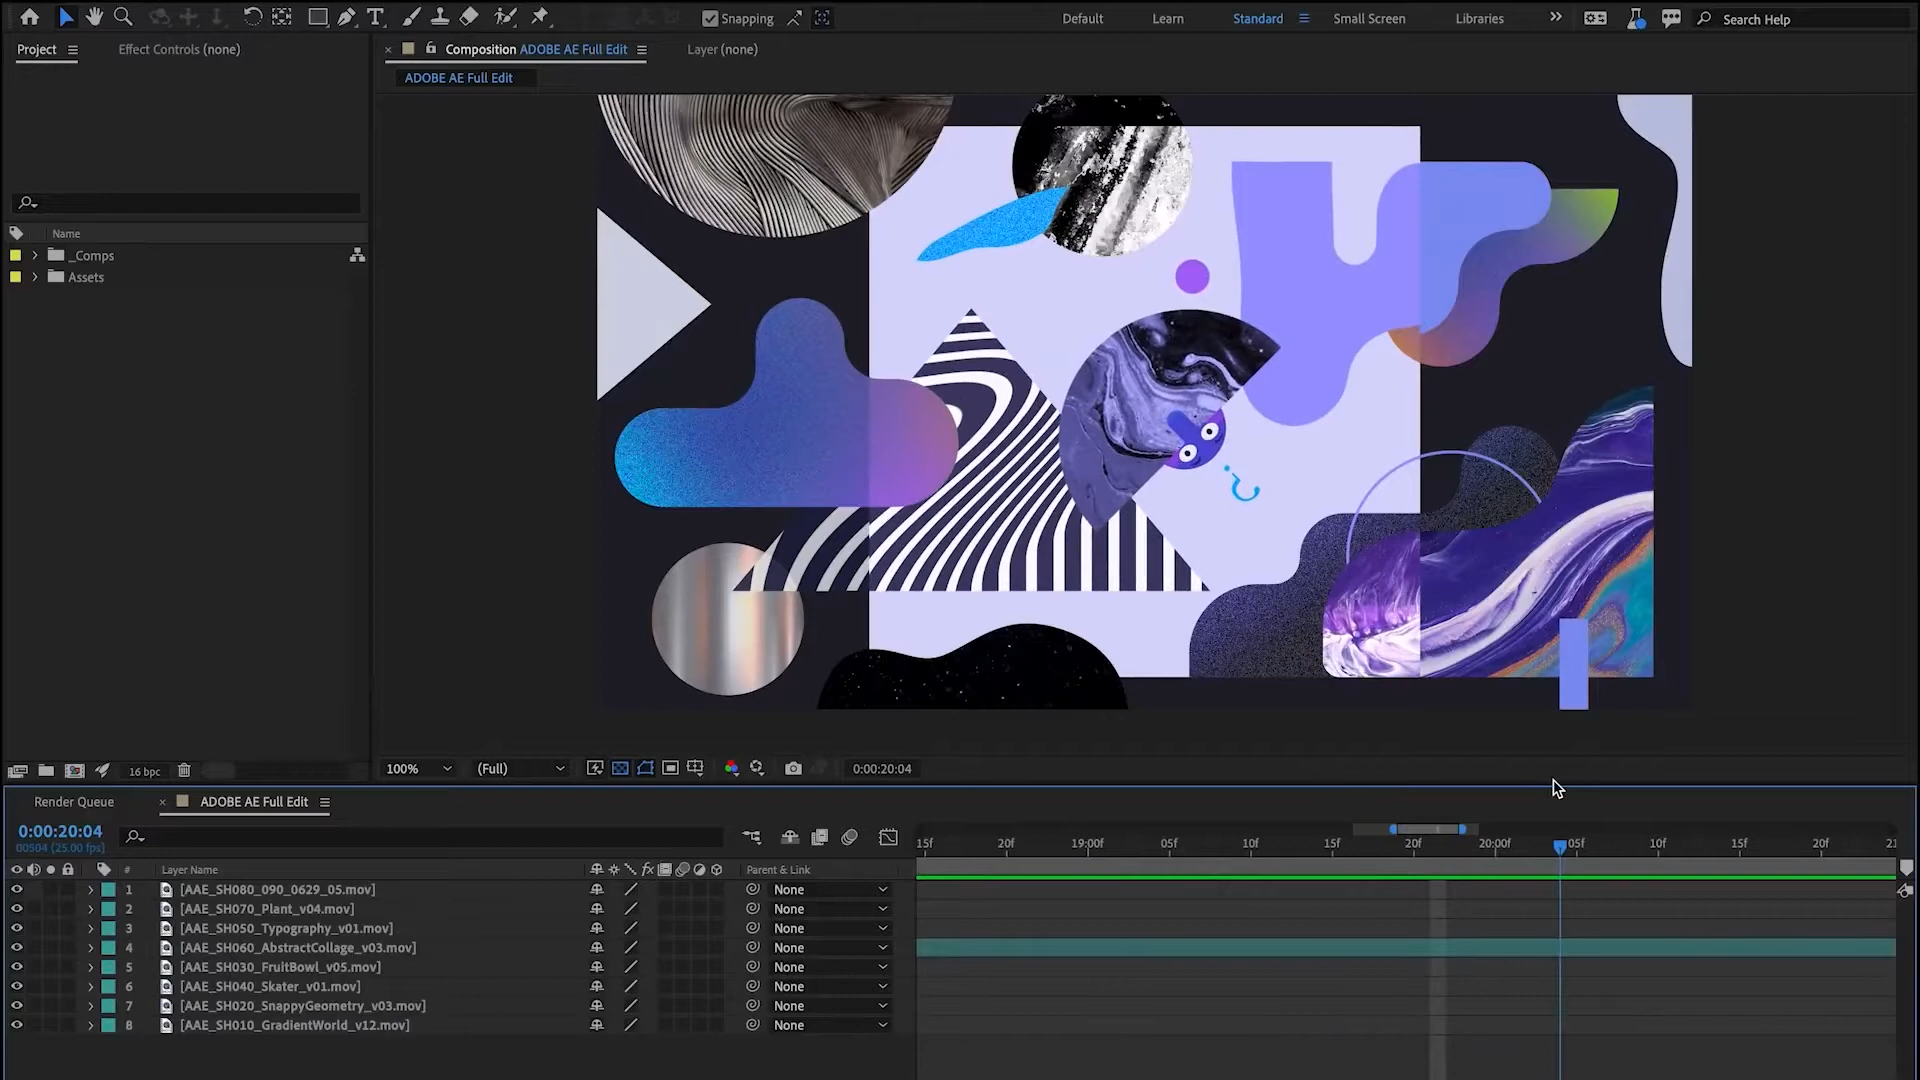 Snapping
Default
Learn
Standard
Small Screen
Libraries
Search Help
Project
Effect Controls (none)
Composition ADOBE AE Full Edit
Layer (none)
ADOBE AE Full Edit
Name
_Comps
Assets
16 bpc
100%
(Full)
0:00:20:04
Render Queue
ADOBE AE Full Edit
0:00:20:04
00504 (25.00 fps)
15f
20f
19:00f
05f
10f
15f
20f
20:00f
05f
10f
15f
20f
21
#
Layer Name
fx
Parent & Link
1 [AAE_SH080_090_0629_05.mov] None
2 [AAE_SH070_Plant_v04.mov] None
3 [AAE_SH050_Typography_v01.mov] None
4 [AAE_SH060_AbstractCollage_v03.mov] None
5 [AAE_SH030_FruitBowl_v05.mov] None
6 [AAE_SH040_Skater_v01.mov] None
7 [AAE_SH020_SnappyGeometry_v03.mov] None
8 [AAE_SH010_GradientWorld_v12.mov] None